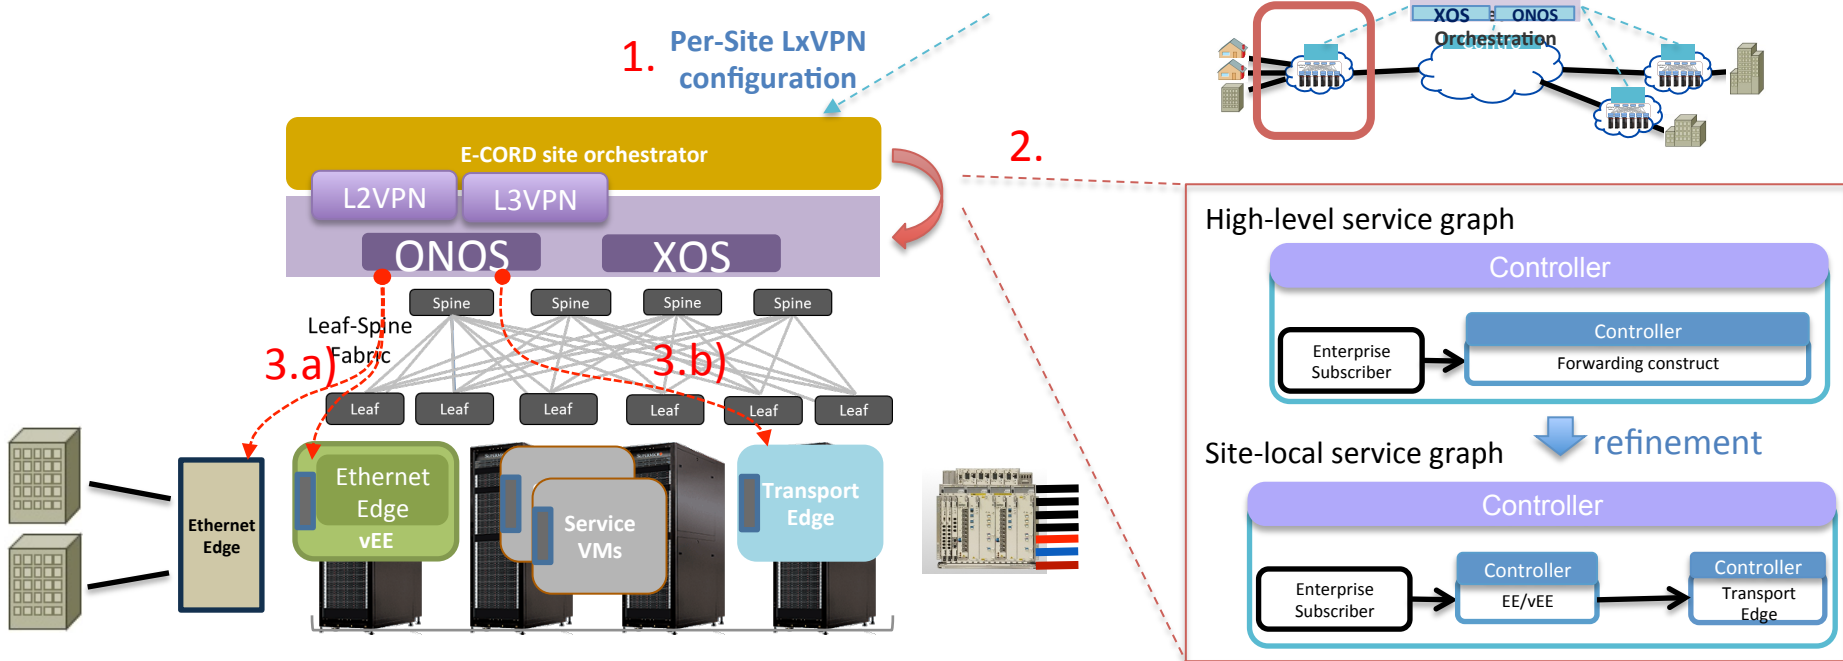 1.
Per-Site LxVPN
configuration
XOS
ONOS
Orchestration
E-CORD site orchestrator
2.
L2VPN
L3VPN
ONOS
XOS
Spine
Spine
Spine
Spine
Leaf-Spine
Fabric
3.a)
3.b)
Leaf
Leaf
Leaf
Leaf
Leaf
Leaf
Ethernet
Edge
Ethernet
Edge
vEE
Service
VMs
Transport
Edge
High-level service graph
Controller
Enterprise
Subscriber
Controller
Forwarding construct
refinement
Site-local service graph
Controller
Enterprise
Subscriber
Controller
EE/vEE
Controller
Transport
Edge